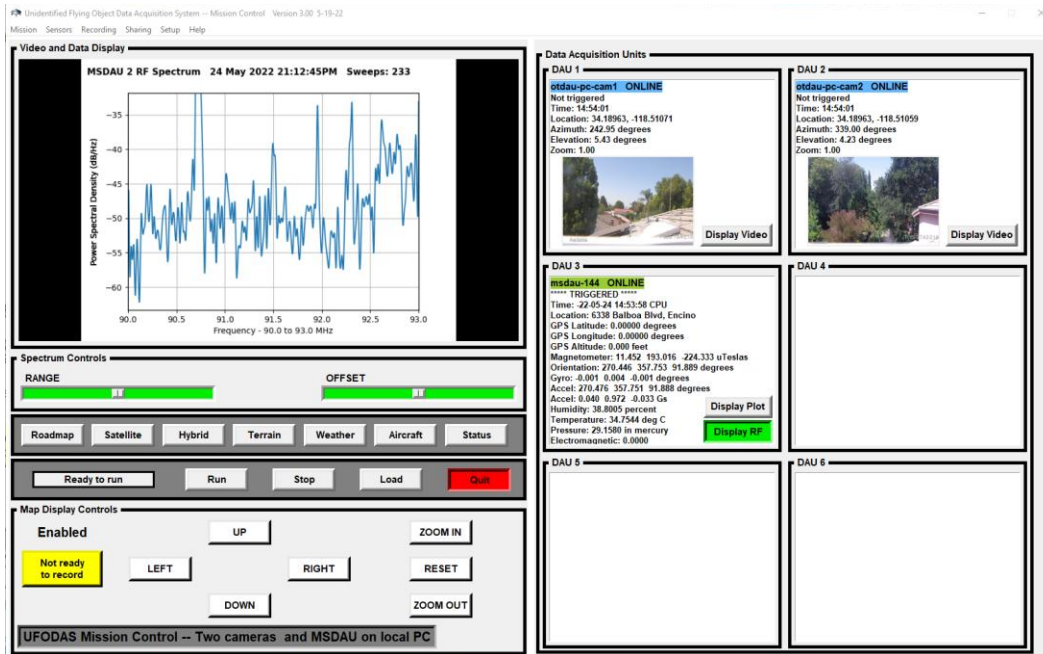 Unidentified Flying Object Data Acquisition System -- Mission Control Version 3.00 5-19-22
Mission Sensors Recording Sharing Setup Help
Video and Data Display
MSDAU 2 RF Spectrum 24 May 2022 21:12:45PM Sweeps: 233
Power Spectral Density (dB/Hz)
−35
−40
−45
−50
−55
−60
90.0 90.5 91.0 91.5 92.0 92.5 93.0
Frequency - 90.0 to 93.0 MHz
Spectrum Controls
RANGE OFFSET
Roadmap Satellite Hybrid Terrain Weather Aircraft Status
Ready to run Run Stop Load Quit
Map Display Controls
Enabled UP ZOOM IN
Not ready
to record
LEFT RIGHT RESET
DOWN ZOOM OUT
UFODAS Mission Control -- Two cameras and MSDAU on local PC
Data Acquisition Units
DAU 1
otdau-pc-cam1 ONLINE
Not triggered
Time: 14:54:01
Location: 34.18963, -118.51071
Azimuth: 242.95 degrees
Elevation: 5.43 degrees
Zoom: 1.00
Display Video
DAU 2
otdau-pc-cam2 ONLINE
Not triggered
Time: 14:54:01
Location: 34.18963, -118.51059
Azimuth: 339.00 degrees
Elevation: 4.23 degrees
Zoom: 1.00
Display Video
DAU 3
msdau-144 ONLINE
***** TRIGGERED *****
Time: -22-05-24 14:53:58 CPU
Location: 6338 Balboa Blvd, Encino
GPS Latitude: 0.00000 degrees
GPS Longitude: 0.00000 degrees
GPS Altitude: 0.000 feet
Magnetometer: 11.452 193.016 -224.333 uTeslas
Orientation: 270.446 357.753 91.889 degrees
Gyro: -0.001 0.004 -0.001 degrees
Accel: 270.476 357.751 91.888 degrees
Accel: 0.040 0.972 -0.033 Gs
Humidity: 38.8005 percent
Temperature: 34.7544 deg C
Pressure: 29.1580 in mercury
Electromagnetic: 0.0000
Display Plot
Display RF
DAU 4
DAU 5
DAU 6